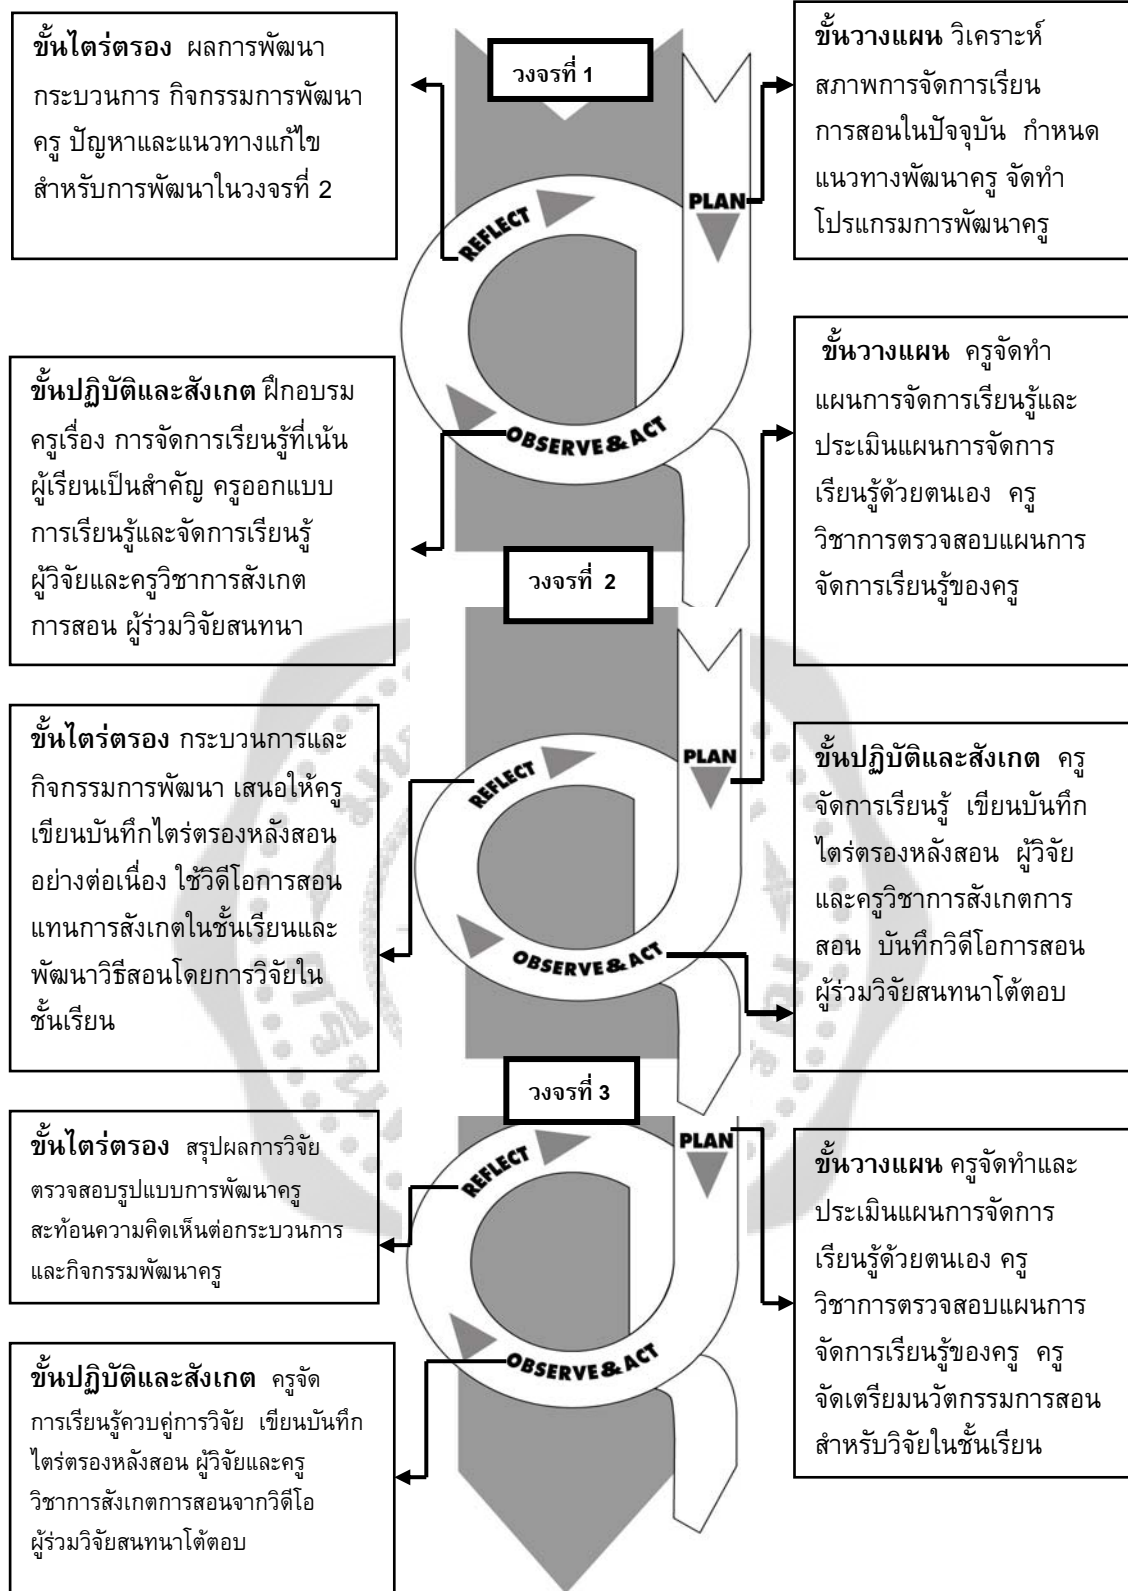 วงจรที่ 1
ขั้นวางแผน วิเคราะห์
สภาพการจัดการเรียน
การสอนในปัจจุบัน กำหนด
แนวทางพัฒนาครู จัดทำ
โปรแกรมการพัฒนาครู
PLAN
ขั้นไตร่ตรอง ผลการพัฒนา
กระบวนการ กิจกรรมการพัฒนา
ครู ปัญหาและแนวทางแก้ไข
สำหรับการพัฒนาในวงจรที่ 2
REFLECT
ขั้นปฏิบัติและสังเกต ฝึกอบรม
ครูเรื่อง การจัดการเรียนรู้ที่เน้น
ผู้เรียนเป็นสำคัญ ครูออกแบบ
การเรียนรู้และจัดการเรียนรู้
ผู้วิจัยและครูวิชาการสังเกต
การสอน ผู้ร่วมวิจัยสนทนา
OBSERVE & ACT
วงจรที่ 2
ขั้นวางแผน ครูจัดทำ
แผนการจัดการเรียนรู้และ
ประเมินแผนการจัดการ
เรียนรู้ด้วยตนเอง ครู
วิชาการตรวจสอบแผนการ
จัดการเรียนรู้ของครู
PLAN
ขั้นไตร่ตรอง กระบวนการและ
กิจกรรมการพัฒนา เสนอให้ครู
เขียนบันทึกไตร่ตรองหลังสอน
อย่างต่อเนื่อง ใช้วิดีโอการสอน
แทนการสังเกตในชั้นเรียนและ
พัฒนาวิธีสอนโดยการวิจัยใน
ชั้นเรียน
REFLECT
ขั้นปฏิบัติและสังเกต ครู
จัดการเรียนรู้ เขียนบันทึก
ไตร่ตรองหลังสอน ผู้วิจัย
และครูวิชาการสังเกตการ
สอน บันทึกวิดีโอการสอน
ผู้ร่วมวิจัยสนทนาโต้ตอบ
OBSERVE & ACT
วงจรที่ 3
ขั้นไตร่ตรอง สรุปผลการวิจัย
ตรวจสอบรูปแบบการพัฒนาครู
สะท้อนความคิดเห็นต่อกระบวนการ
และกิจกรรมพัฒนาครู
REFLECT
PLAN
ขั้นวางแผน ครูจัดทำและ
ประเมินแผนการจัดการ
เรียนรู้ด้วยตนเอง ครู
วิชาการตรวจสอบแผนการ
จัดการเรียนรู้ของครู ครู
จัดเตรียมนวัตกรรมการสอน
สำหรับวิจัยในชั้นเรียน
ขั้นปฏิบัติและสังเกต ครูจัด
การเรียนรู้ควบคู่การวิจัย เขียนบันทึก
ไตร่ตรองหลังสอน ผู้วิจัยและครู
วิชาการสังเกตการสอนจากวิดีโอ
ผู้ร่วมวิจัยสนทนาโต้ตอบ
OBSERVE & ACT